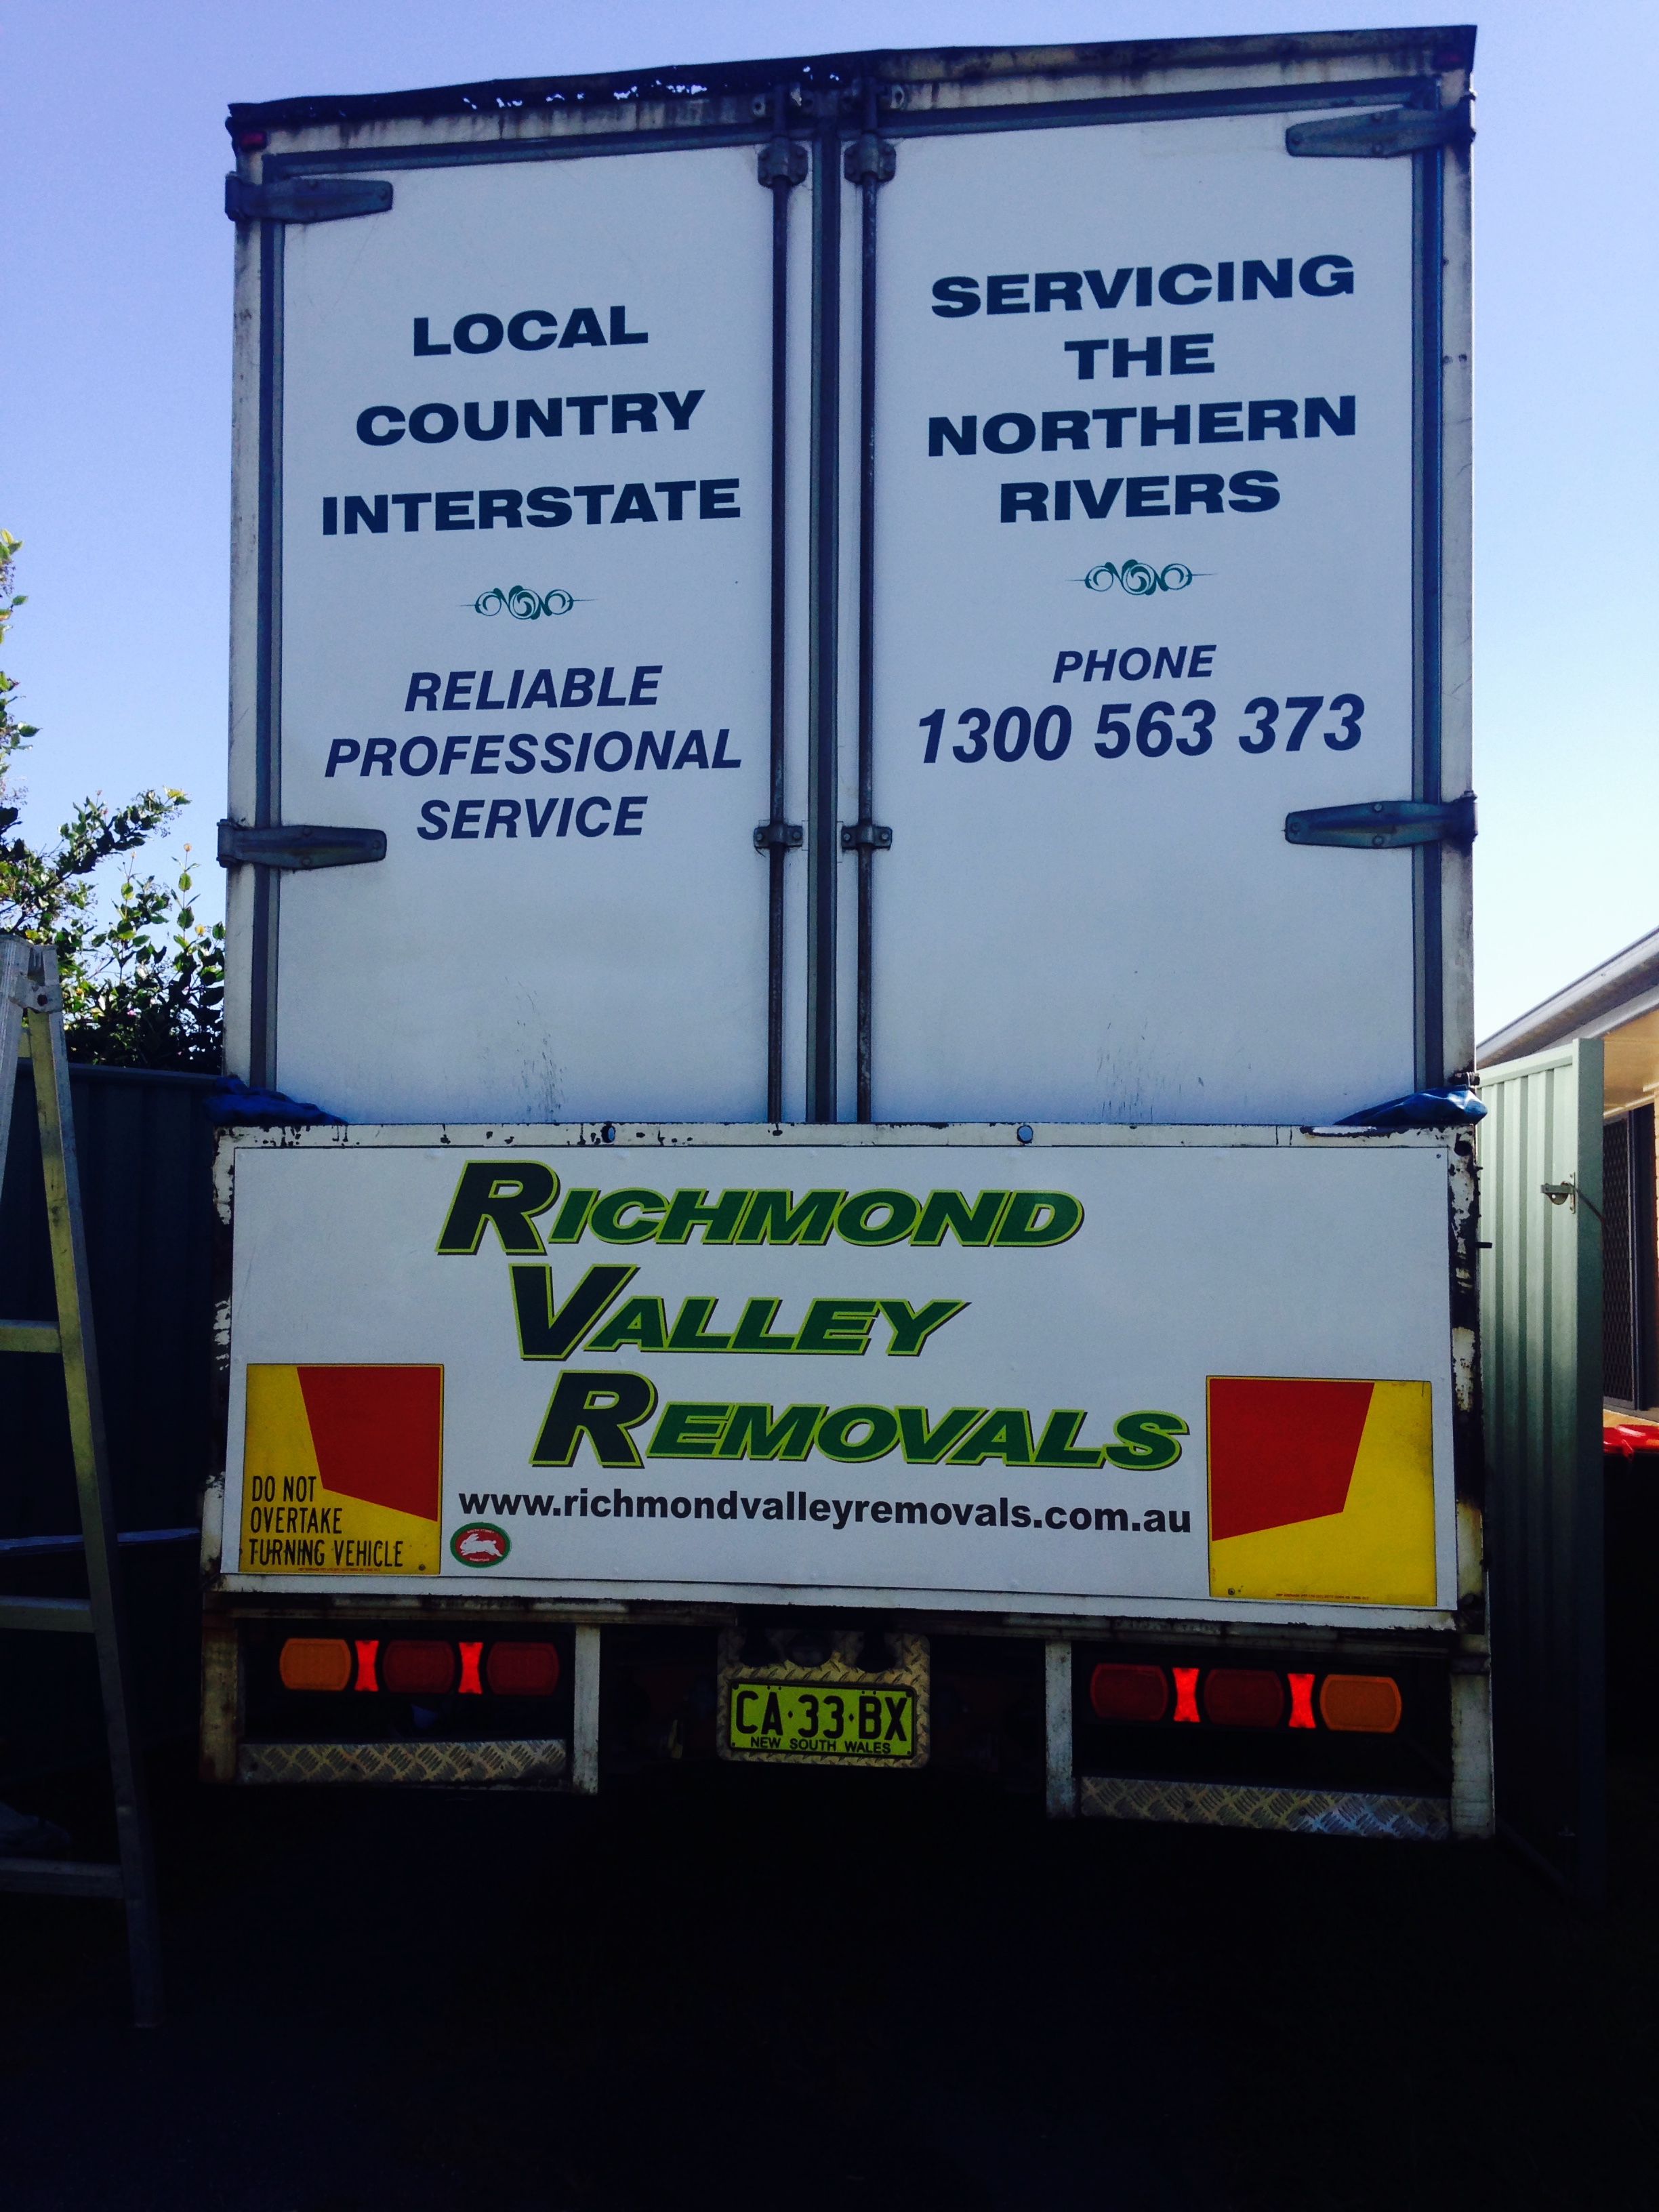 LOCAL
COUNTRY
INTERSTATE
RELIABLE
PROFESSIONAL
SERVICE
SERVICING
THE
NORTHERN
RIVERS
PHONE
1300 563 373
RICHMOND
VALLEY
REMOVALS
www.richmondvalleyremovals.com.au
DO NOT
OVERTAKE
TURNING VEHICLE
CA·33·BX
NEW SOUTH WALES